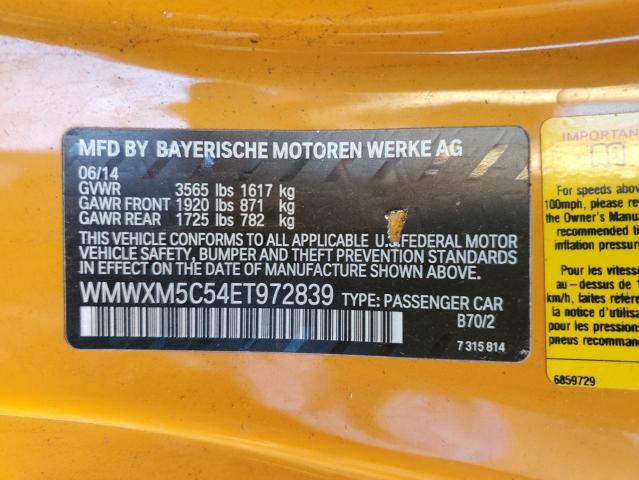 MFD BY BAYERISCHE MOTOREN WERKE AG
06/14
GVWR 3565 lbs 1617 kg
GAWR FRONT 1920 lbs 871 kg
GAWR REAR 1725 lbs 782 kg
THIS VEHICLE CONFORMS TO ALL APPLICABLE U.S. FEDERAL MOTOR
VEHICLE SAFETY, BUMPER AND THEFT PREVENTION STANDARDS
IN EFFECT ON THE DATE OF MANUFACTURE SHOWN ABOVE.
WMWXM5C54ET972839 TYPE: PASSENGER CAR
B70/2
7 315 814
IMPORTAN
For speeds above
100mph, please re
the Owner's Manu
recommended ti
inflation pressur
Pour les vitesse
au - dessus de 1
km/h, faites référe
la notice d'utilisat
pour les pression
pneus recommand
6859729